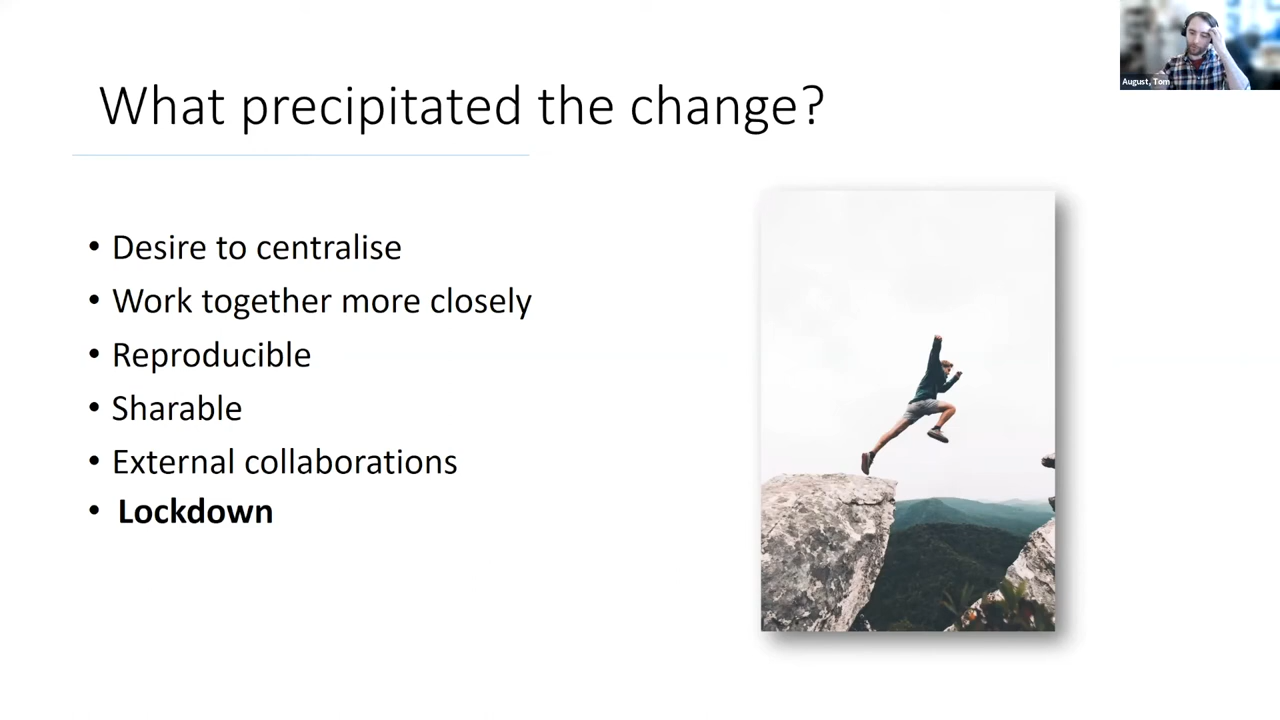 What precipitated the change?
August, Tom
• Desire to centralise
• Work together more closely
• Reproducible
• Sharable
• External collaborations
• Lockdown